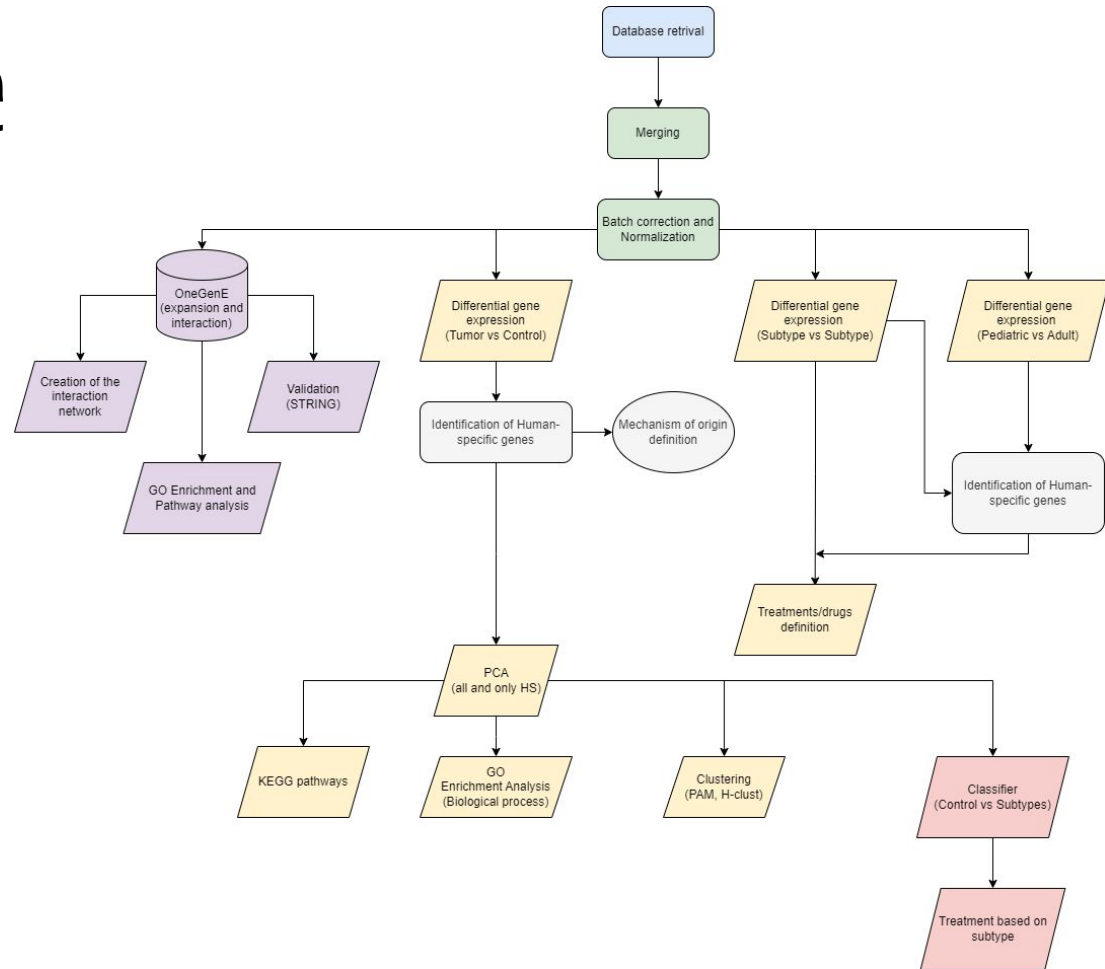 e
Database retrival
Merging
Batch correction and
Normalization
OneGenE
(expansion and
interaction)
Differential gene
expression
(Tumor vs Control)
Differential gene
expression
(Subtype vs Subtype)
Differential gene
expression
(Pediatric vs Adult)
Creation of the
interaction
network
Validation
(STRING)
Identification of Human-
specific genes
Mechanism of origin
definition
GO Enrichment and
Pathway analysis
Identification of Human-
specific genes
Treatments/drugs
definition
PCA
(all and only HS)
KEGG pathways
GO
Enrichment Analysis
(Biological process)
Clustering
(PAM, H-clust)
Classifier
(Control vs Subtypes)
Treatment based on
subtype